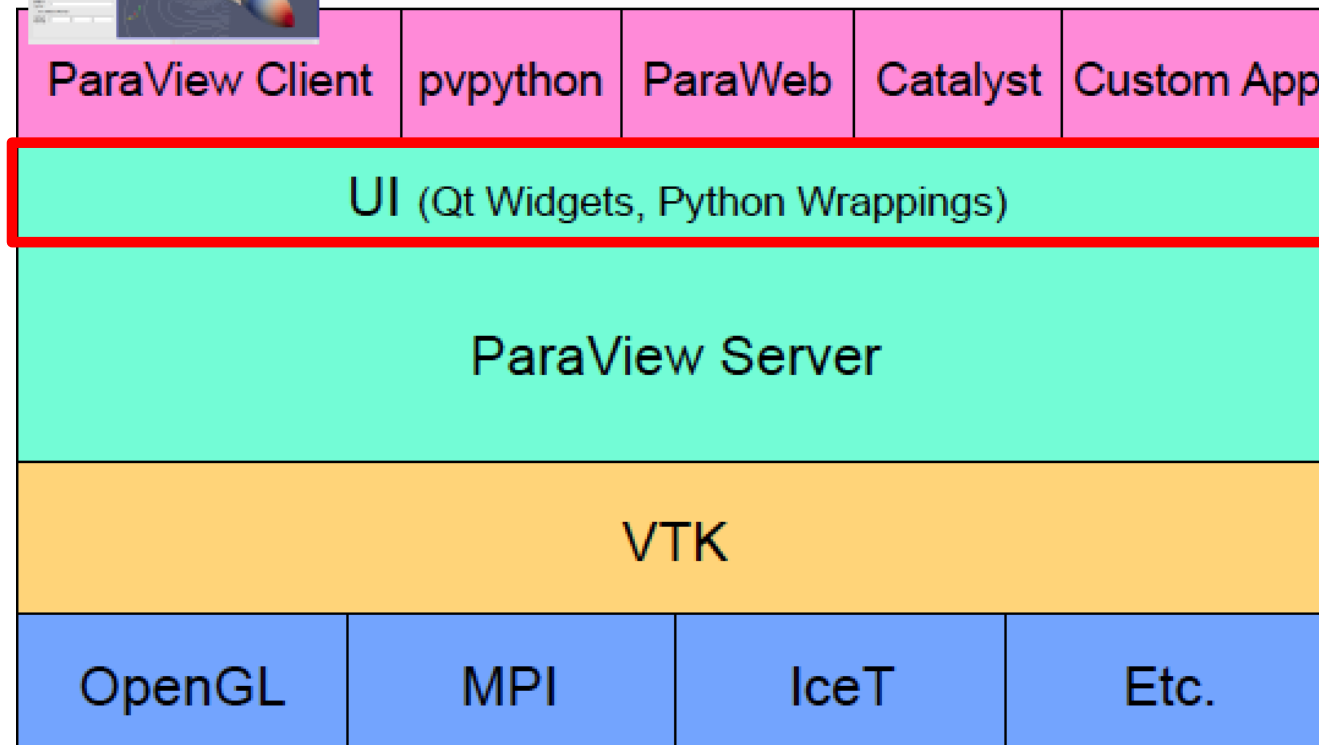 ParaView Client pvpython ParaWeb Catalyst Custom App
UI (Qt Widgets, Python Wrappings)
ParaView Server
VTK
OpenGL MPI IceT Etc.